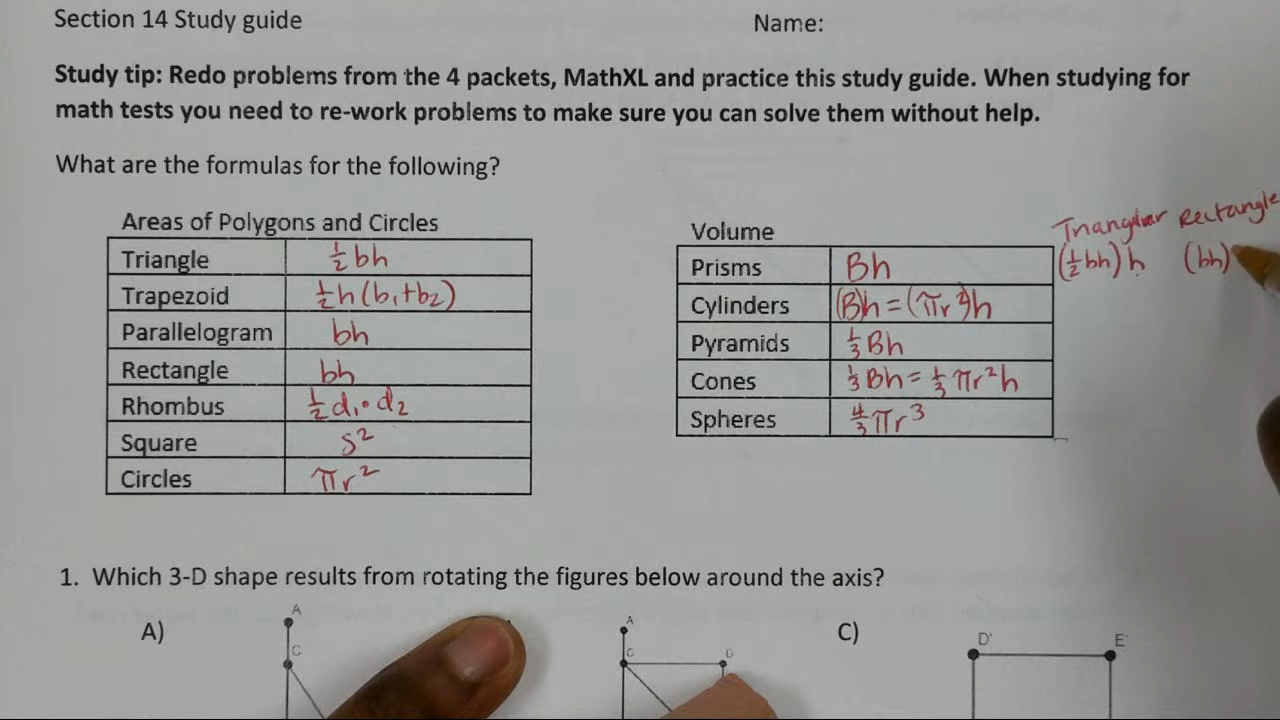 Section 14 Study guide
Name:
Study tip: Redo problems from the 4 packets, MathXL and practice this study guide. When studying for
math tests you need to re-work problems to make sure you can solve them without help.
What are the formulas for the following?
Areas of Polygons and Circles
Triangle ½bh
Trapezoid ½h(b₁+b₂)
Parallelogram bh
Rectangle bh
Rhombus ½d₁•d₂
Square s²
Circles πr²
Volume
Prisms Bh
Cylinders (B)h=(πr²)h
Pyramids ⅓Bh
Cones ⅓Bh=⅓πr²h
Spheres 4/3πr³
Triangular Rectangle
(½bh)h (bh)
1. Which 3-D shape results from rotating the figures below around the axis?
A)
A
C
A
C
D
C)
D'
E'